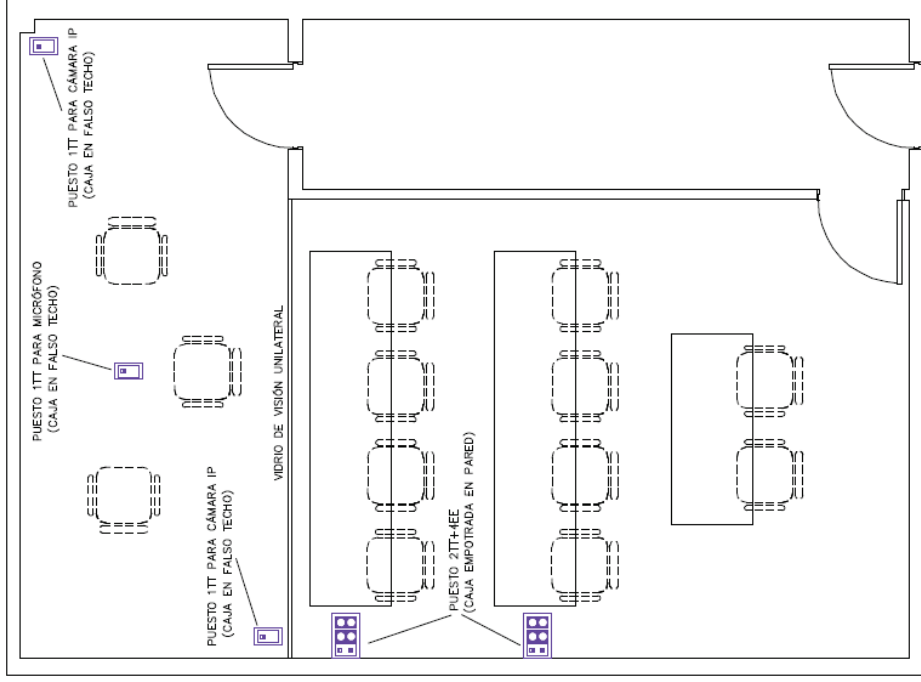 PUESTO 1TT PARA CÁMARA IP
(CAJA EN FALSO TECHO)
PUESTO 1TT PARA MICRÓFONO
(CAJA EN FALSO TECHO)
VIDRIO DE VISIÓN UNILATERAL
PUESTO 1TT PARA CÁMARA IP
(CAJA EN FALSO TECHO)
PUESTO 2TT+4EE
(CAJA EMPOTRADA EN PARED)